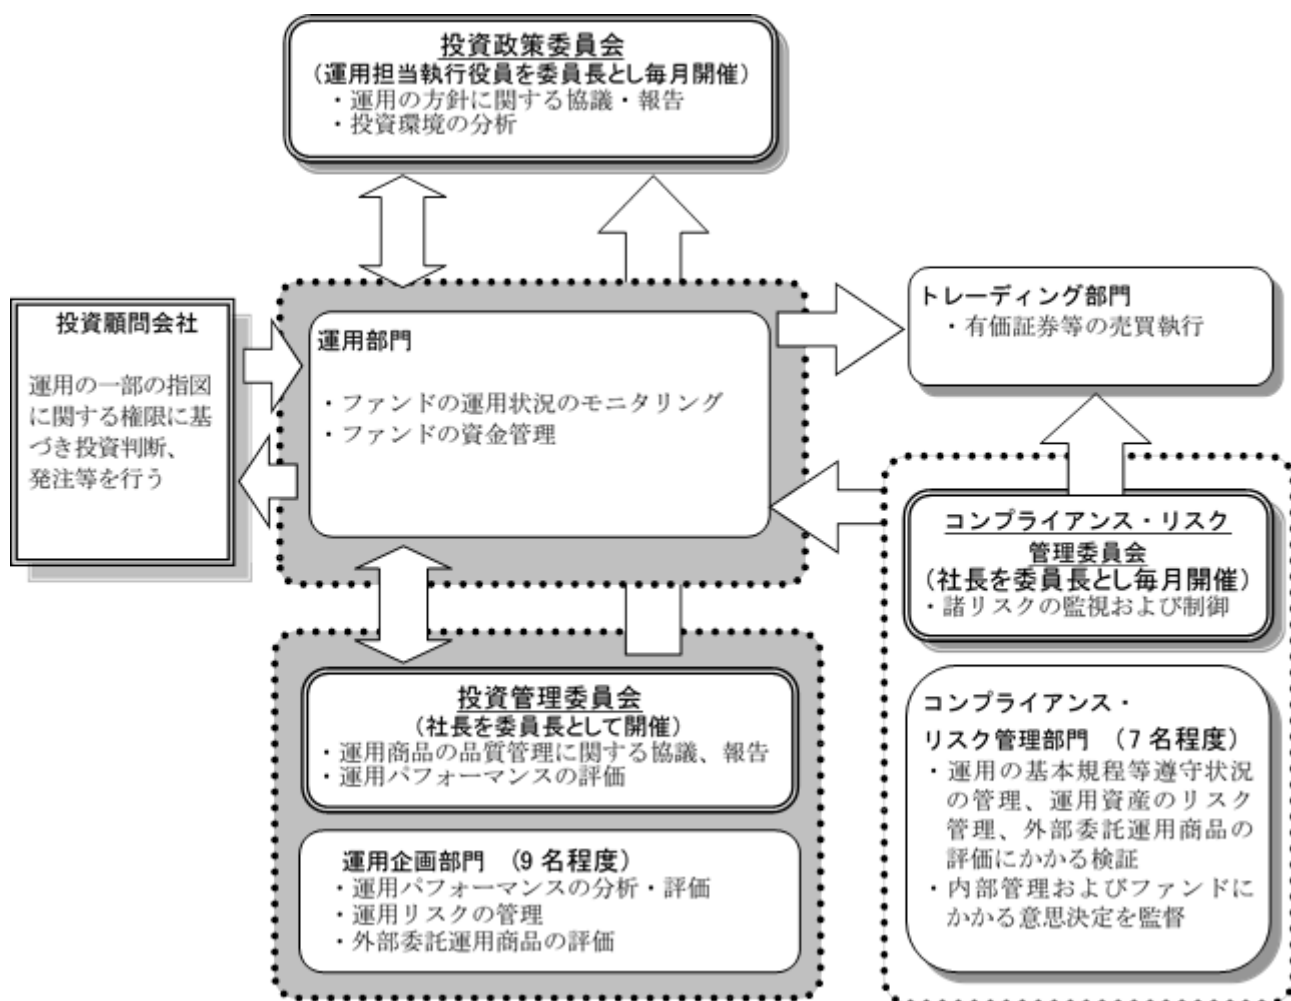 投資政策委員会
(運用担当執行役員を委員長とし毎月開催)
・運用の方針に関する協議・報告
・投資環境の分析
投資顧問会社
運用の一部の指図
に関する権限に基
づき投資判断、
発注等を行う
運用部門
・ファンドの運用状況のモニタリング
・ファンドの資金管理
トレーディング部門
・有価証券等の売買執行
コンプライアンス・リスク
管理委員会
(社長を委員長とし毎月開催)
・諸リスクの監視および制御
コンプライアンス・
リスク管理部門 (7名程度)
・運用の基本規程等遵守状況
の管理、運用資産のリスク
管理、外部委託運用商品の
評価にかかる検証
・内部管理およびファンドに
かかる意思決定を監督
投資管理委員会
(社長を委員長として開催)
・運用商品の品質管理に関する協議、報告
・運用パフォーマンスの評価
運用企画部門 (9名程度)
・運用パフォーマンスの分析・評価
・運用リスクの管理
・外部委託運用商品の評価